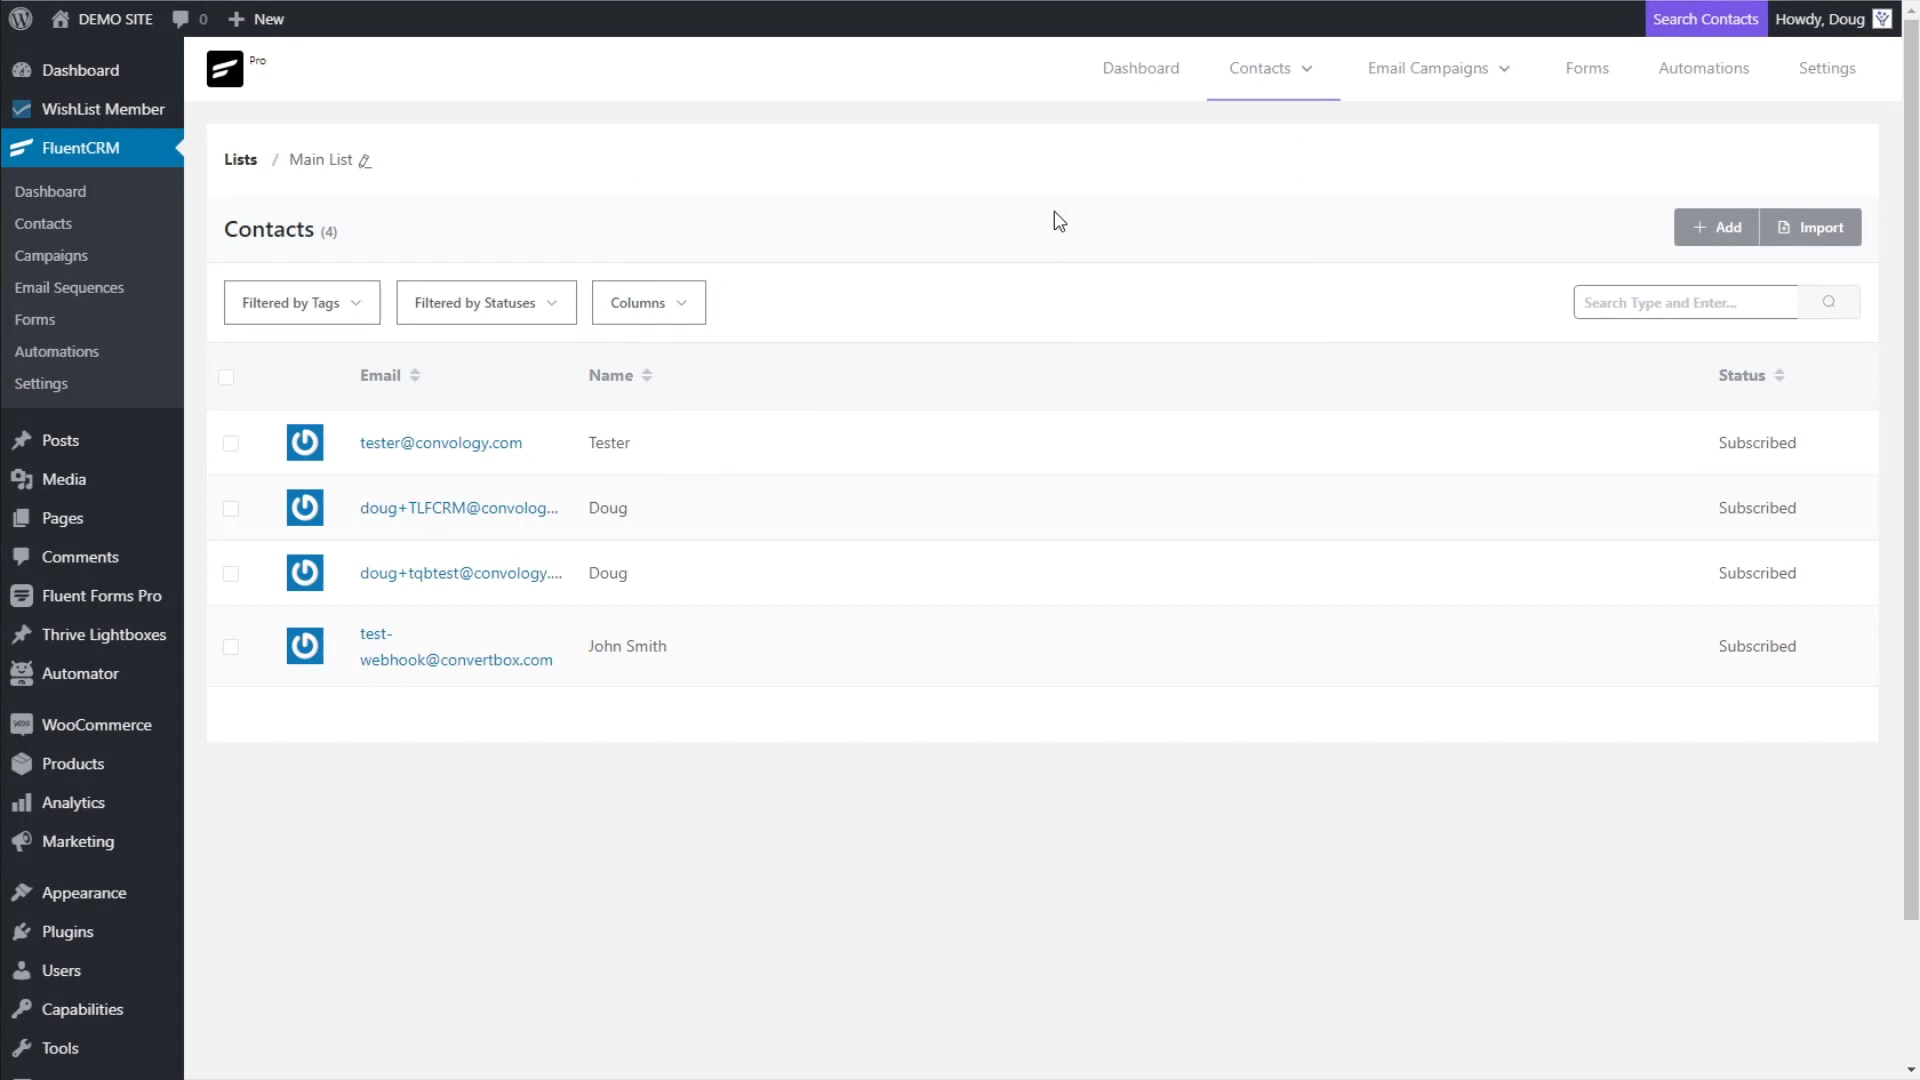 DEMO SITE
0
New
Search Contacts
Howdy, Doug
Dashboard
WishList Member
FluentCRM
Dashboard
Contacts
Campaigns
Email Sequences
Forms
Automations
Settings
Posts
Media
Pages
Comments
Fluent Forms Pro
Thrive Lightboxes
Automator
WooCommerce
Products
Analytics
Marketing
Appearance
Plugins
Users
Capabilities
Tools
Pro
Dashboard
Contacts
Email Campaigns
Forms
Automations
Settings
Lists / Main List
Contacts (4)
+ Add
Import
Filtered by Tags
Filtered by Statuses
Columns
Search Type and Enter...
Email
Name
Status
tester@convology.com
Tester
Subscribed
doug+TLFCRM@convolog...
Doug
Subscribed
doug+tqbtest@convology....
Doug
Subscribed
test-
webhook@convertbox.com
John Smith
Subscribed